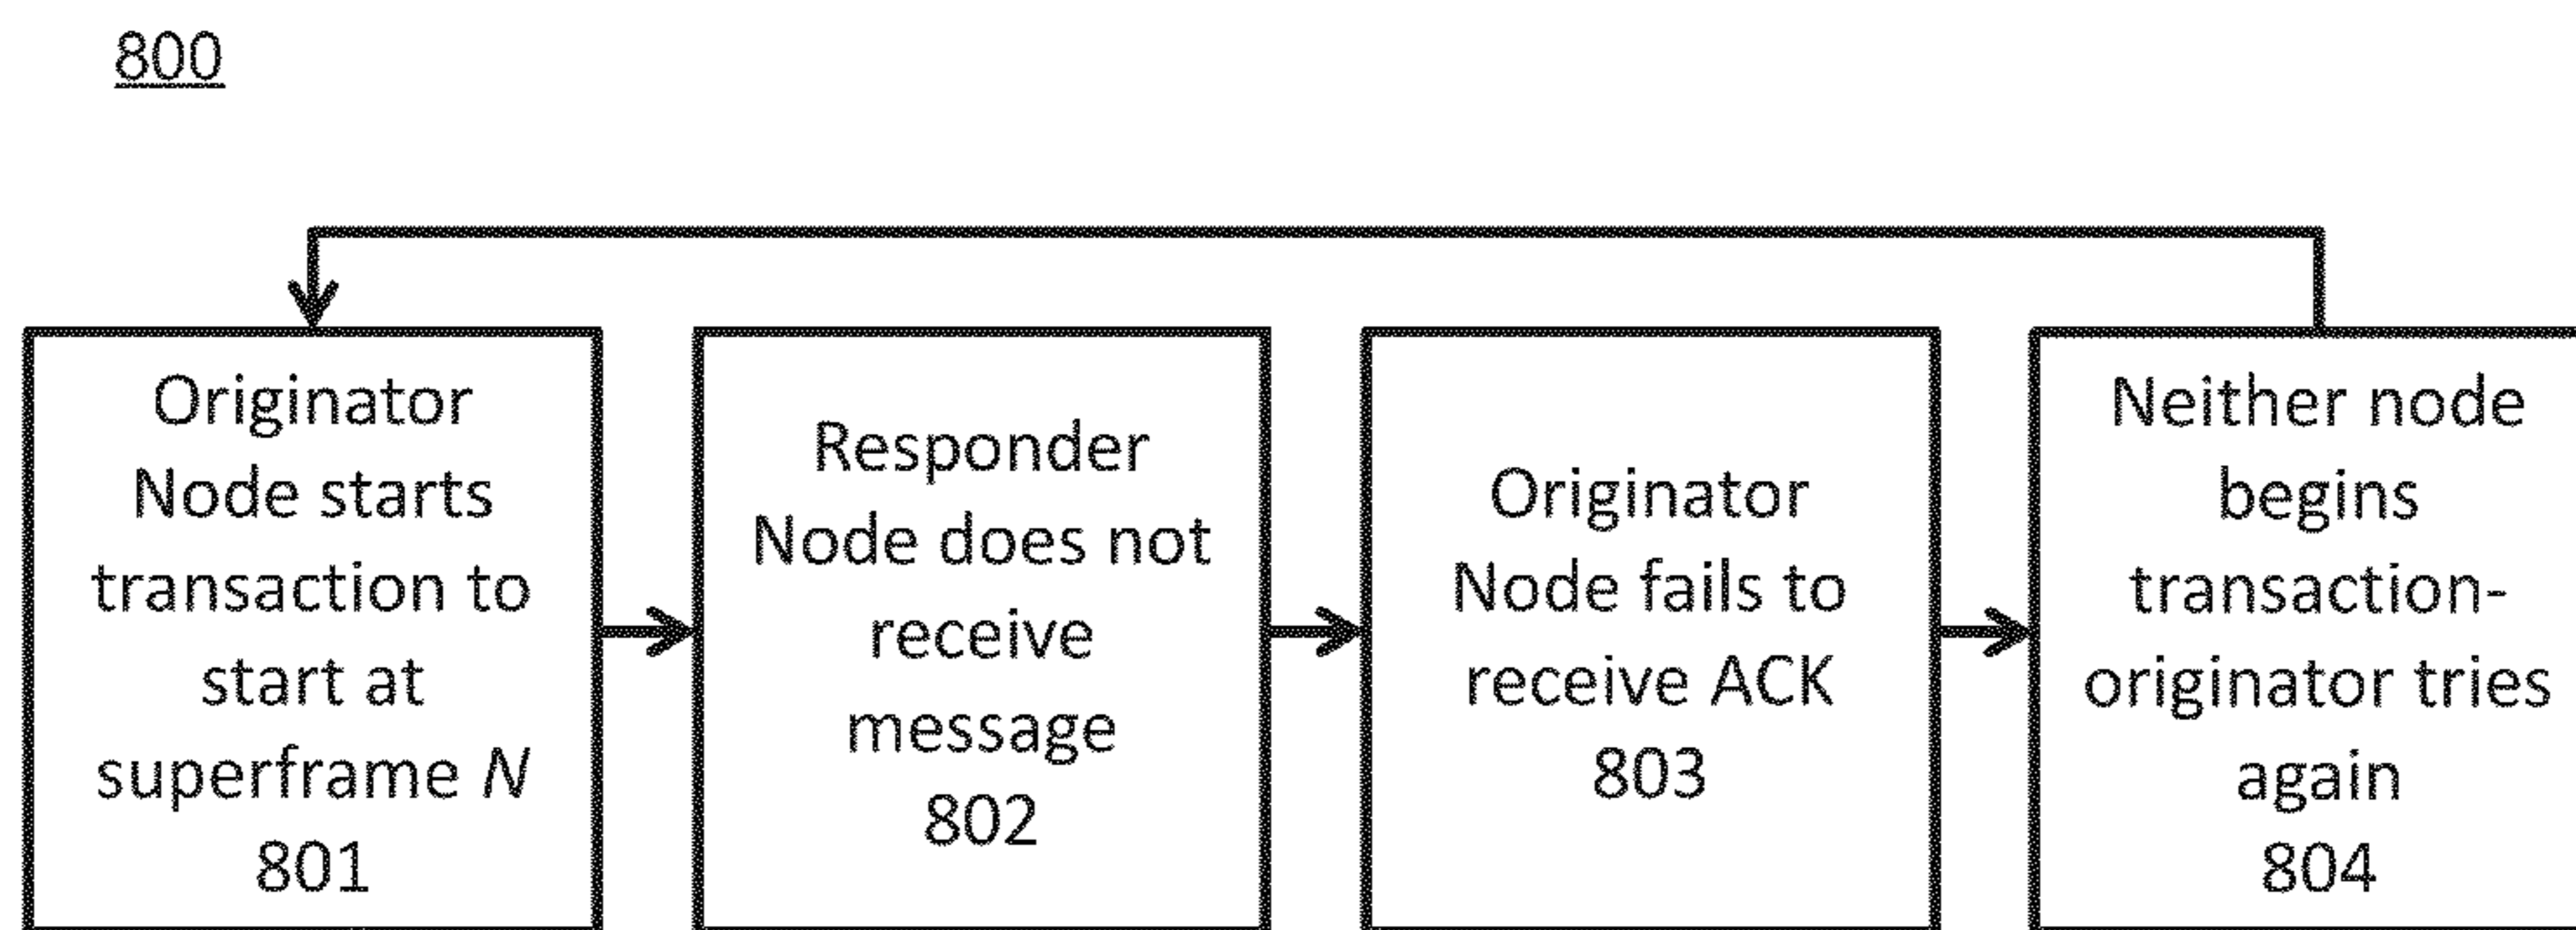 800
Originator
Node starts
transaction to
start at
superframe N
801
Responder
Node does not
receive
message
802
Originator
Node fails to
receive ACK
803
Neither node
begins
transaction-
originator tries
again
804